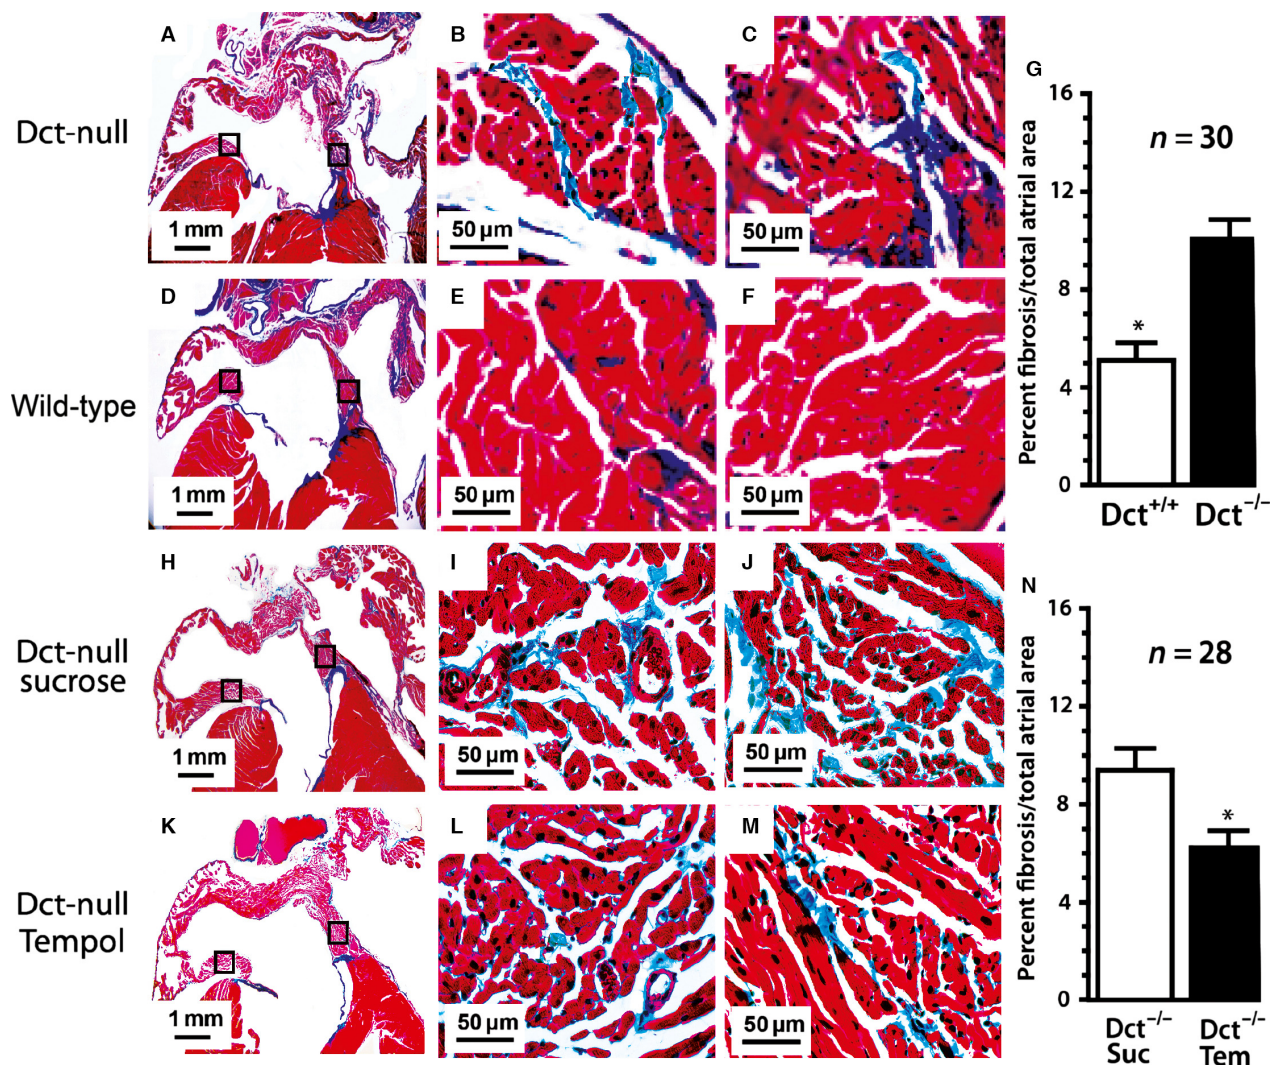 Dct-null
A
1 mm
B
50 µm
C
50 µm
Wild-type
D
1 mm
E
50 µm
F
50 µm
G
Percent fibrosis/total atrial area
16
12
8
4
0
n = 30
*
Dct+/+
Dct−/−
Dct-null
sucrose
H
1 mm
I
50 µm
J
50 µm
Dct-null
Tempol
K
1 mm
L
50 µm
M
50 µm
N
Percent fibrosis/total atrial area
16
12
8
4
0
n = 28
*
Dct−/−
Suc
Dct−/−
Tem